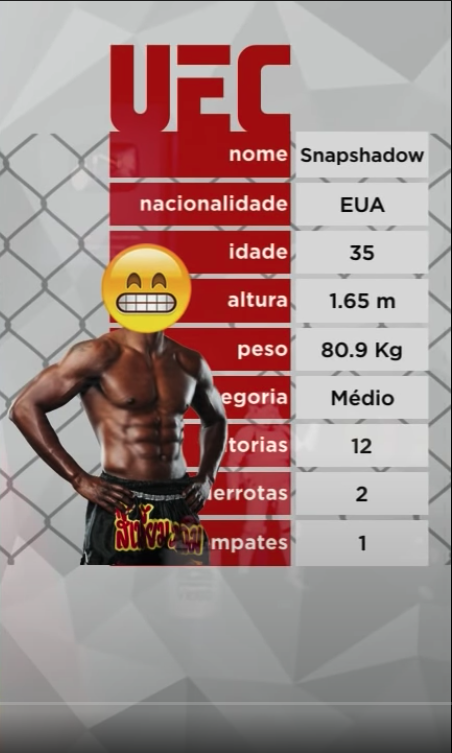 UFC
nome Snapshadow
nacionalidade EUA
idade 35
altura 1.65 m
peso 80.9 Kg
egoria Médio
torias 12
errotas 2
mpates 1